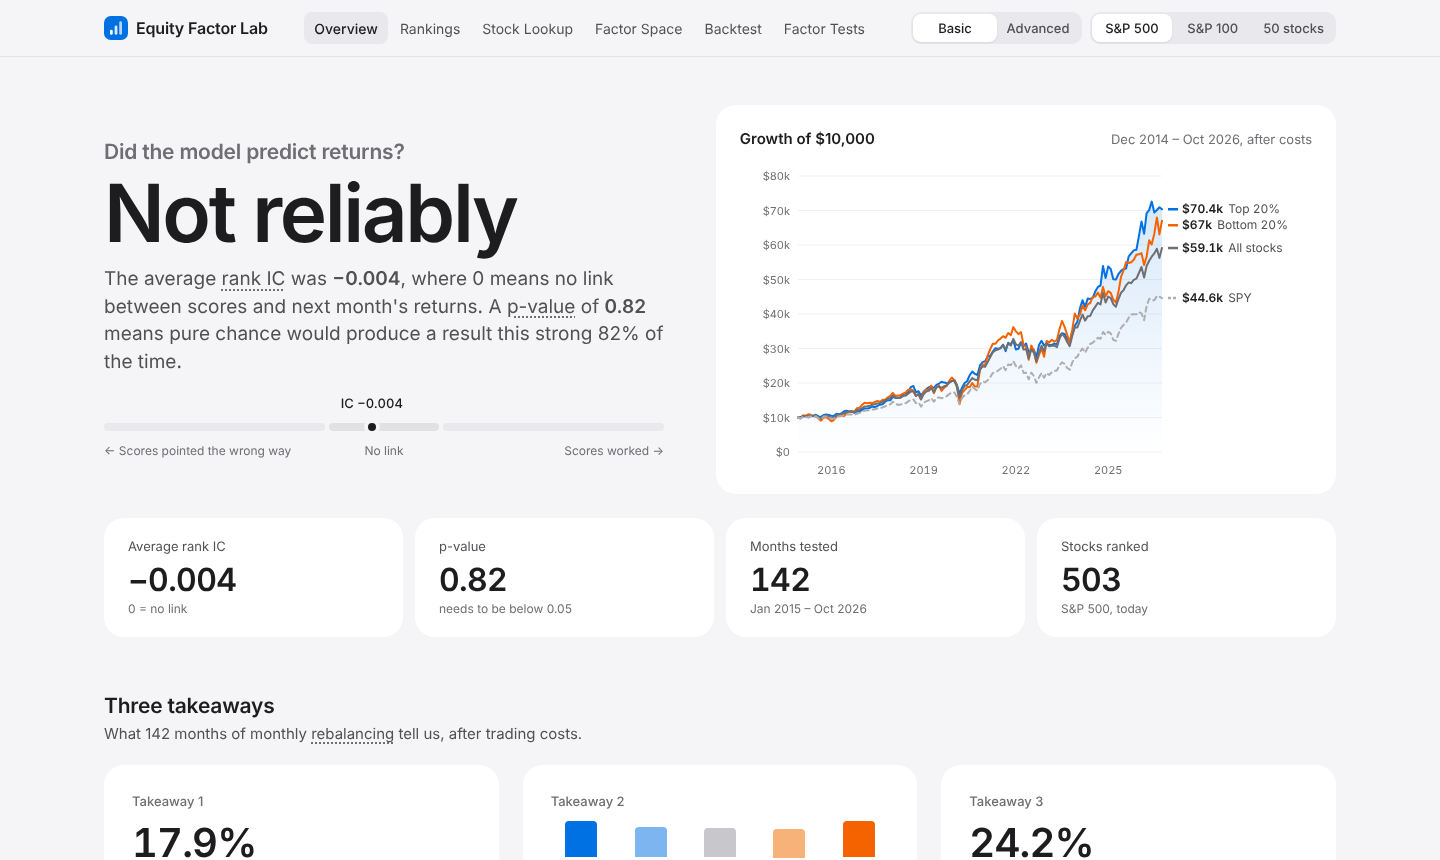 Equity Factor Lab
Overview Rankings Stock Lookup Factor Space Backtest Factor Tests
Basic Advanced
S&P 500 S&P 100 50 stocks
Did the model predict returns?
Not reliably
The average rank IC was −0.004, where 0 means no link
between scores and next month's returns. A p-value of 0.82
means pure chance would produce a result this strong 82% of
the time.
IC −0.004
← Scores pointed the wrong way No link Scores worked →
Growth of $10,000 Dec 2014 – Oct 2026, after costs
$80k
$70k
$60k
$50k
$40k
$30k
$20k
$10k
$0
2016 2019 2022 2025
$70.4k Top 20%
$67k Bottom 20%
$59.1k All stocks
$44.6k SPY
Average rank IC
−0.004
0 = no link
p-value
0.82
needs to be below 0.05
Months tested
142
Jan 2015 – Oct 2026
Stocks ranked
503
S&P 500, today
Three takeaways
What 142 months of monthly rebalancing tell us, after trading costs.
Takeaway 1
17.9%
Takeaway 2
Takeaway 3
24.2%